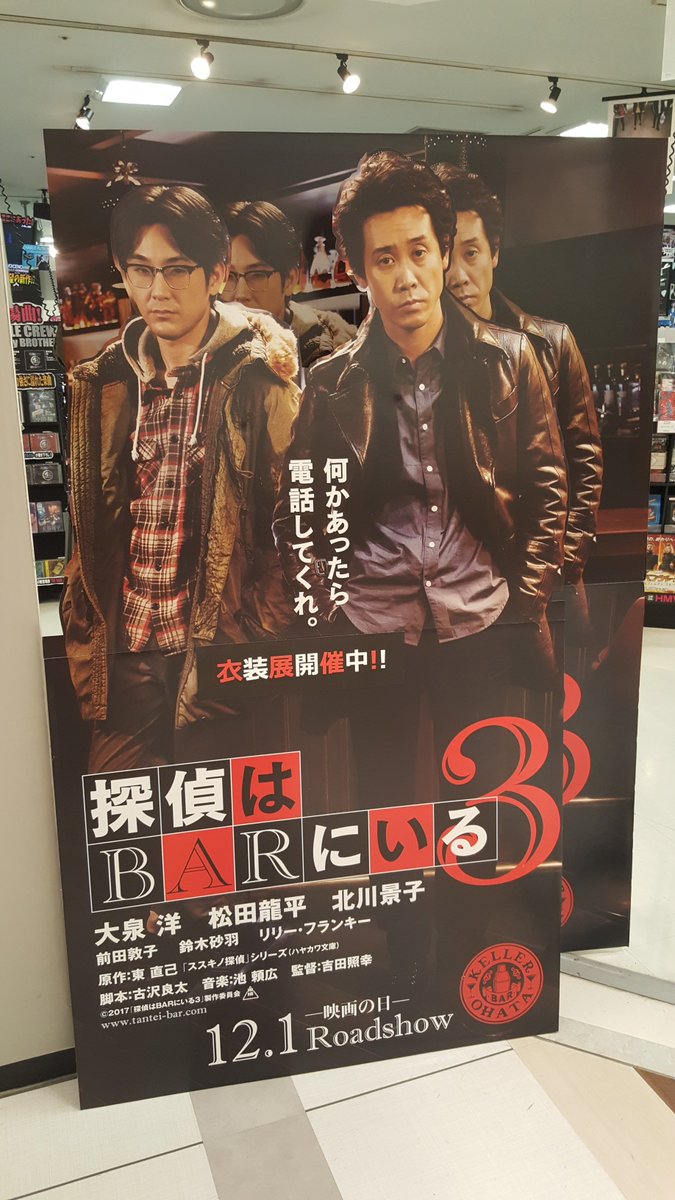 何かあったら
電話してくれ。
衣装展開催中!!
探偵は
BARにいる3
大泉 洋 松田龍平 北川景子
前田敦子 鈴木砂羽 リリー・フランキー
原作:東 直己「ススキノ探偵」シリーズ(ハヤカワ文庫)
脚本:古沢良太 音楽:池 頼広 監督:吉田照幸
©2017「探偵はBARにいる3」製作委員会
www.tantei-bar.com
12.1 —映画の日— Roadshow
KELLER
BAR
OHATA
HMV